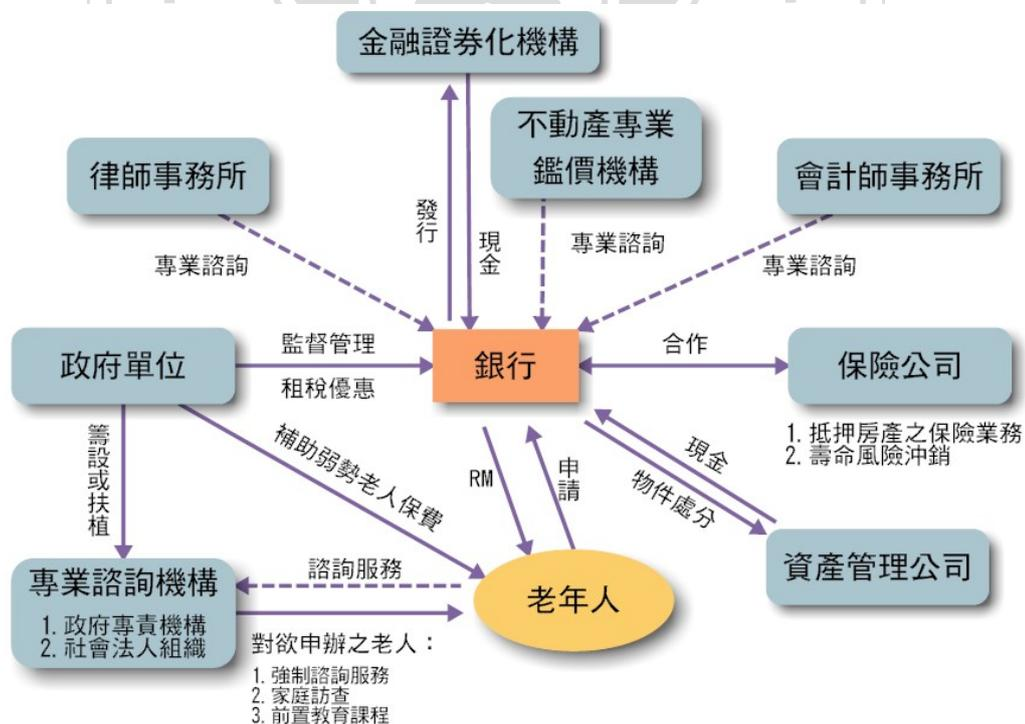 金融證券化機構
不動產專業
鑑價機構
律師事務所
會計師事務所
發行
現金
專業諮詢
專業諮詢
專業諮詢
政府單位
監督管理
租稅優惠
銀行
合作
保險公司
1. 抵押房產之保險業務
2. 壽命風險沖銷
籌設或扶植
補助弱勢老人保費
RM
申請
現金
物件處分
資產管理公司
專業諮詢機構
1. 政府專責機構
2. 社會法人組織
諮詢服務
老年人
對欲申辦之老人：
1. 強制諮詢服務
2. 家庭訪查
3. 前置教育課程